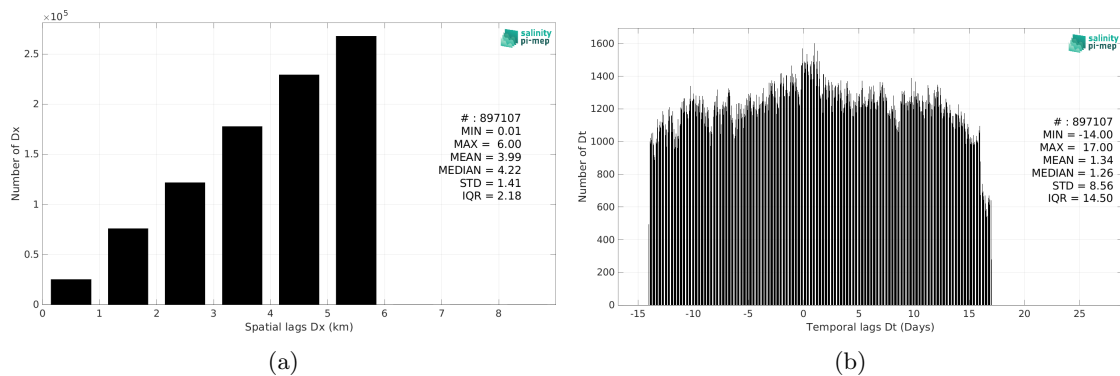 ×10⁵
2.5
2
1.5
1
0.5
0
0 1 2 3 4 5 6 7 8
Number of Dx
Spatial lags Dx (km)
salinity
pi-mep
# : 897107
MIN = 0.01
MAX = 6.00
MEAN = 3.99
MEDIAN = 4.22
STD = 1.41
IQR = 2.18
(a)
1600
1400
1200
1000
800
600
400
200
0
-15 -10 -5 0 5 10 15 20 25
Number of Dt
Temporal lags Dt (Days)
salinity
pi-mep
# : 897107
MIN = -14.00
MAX = 17.00
MEAN = 1.34
MEDIAN = 1.26
STD = 8.56
IQR = 14.50
(b)